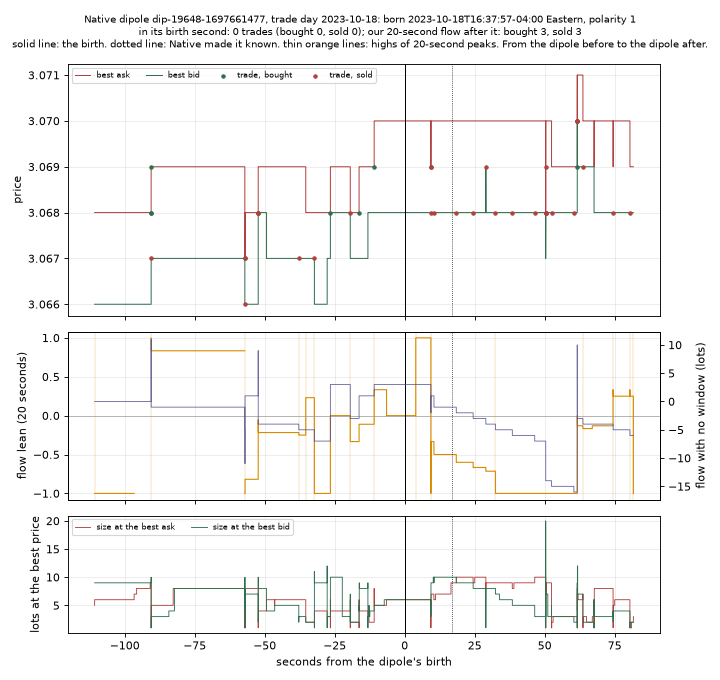 Native dipole dip-19648-1697661477, trade day 2023-10-18: born 2023-10-18T16:37:57-04:00 Eastern, polarity 1
in its birth second: 0 trades (bought 0, sold 0); our 20-second flow after it: bought 3, sold 3
solid line: the birth. dotted line: Native made it known. thin orange lines: highs of 20-second peaks. From the dipole before to the dipole after.
best ask
best bid
trade, bought
trade, sold
3.071
3.070
3.069
3.068
3.067
3.066
price
1.0
0.5
0.0
−0.5
−1.0
flow lean (20 seconds)
10
5
0
−5
−10
−15
flow with no window (lots)
size at the best ask
size at the best bid
20
15
10
5
lots at the best price
−100
−75
−50
−25
0
25
50
75
seconds from the dipole's birth